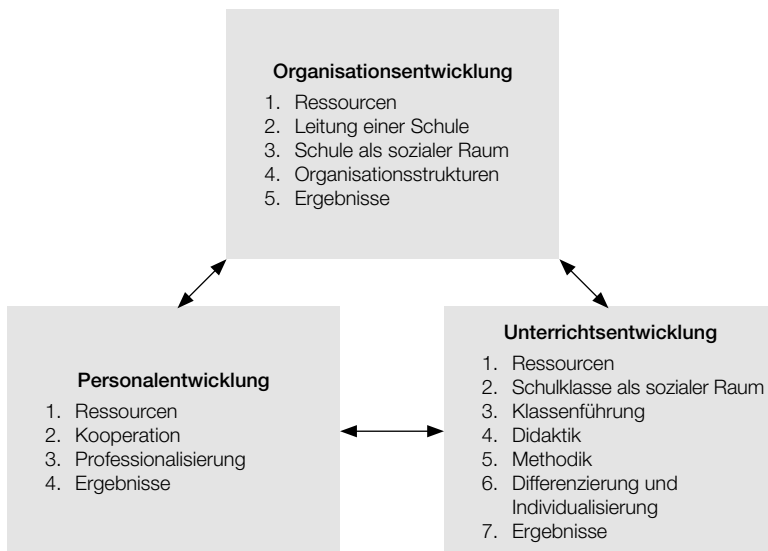 Organisationsentwicklung
1. Ressourcen
2. Leitung einer Schule
3. Schule als sozialer Raum
4. Organisationsstrukturen
5. Ergebnisse
Personalentwicklung
1. Ressourcen
2. Kooperation
3. Professionalisierung
4. Ergebnisse
Unterrichtsentwicklung
1. Ressourcen
2. Schulklasse als sozialer Raum
3. Klassenführung
4. Didaktik
5. Methodik
6. Differenzierung und
Individualisierung
7. Ergebnisse